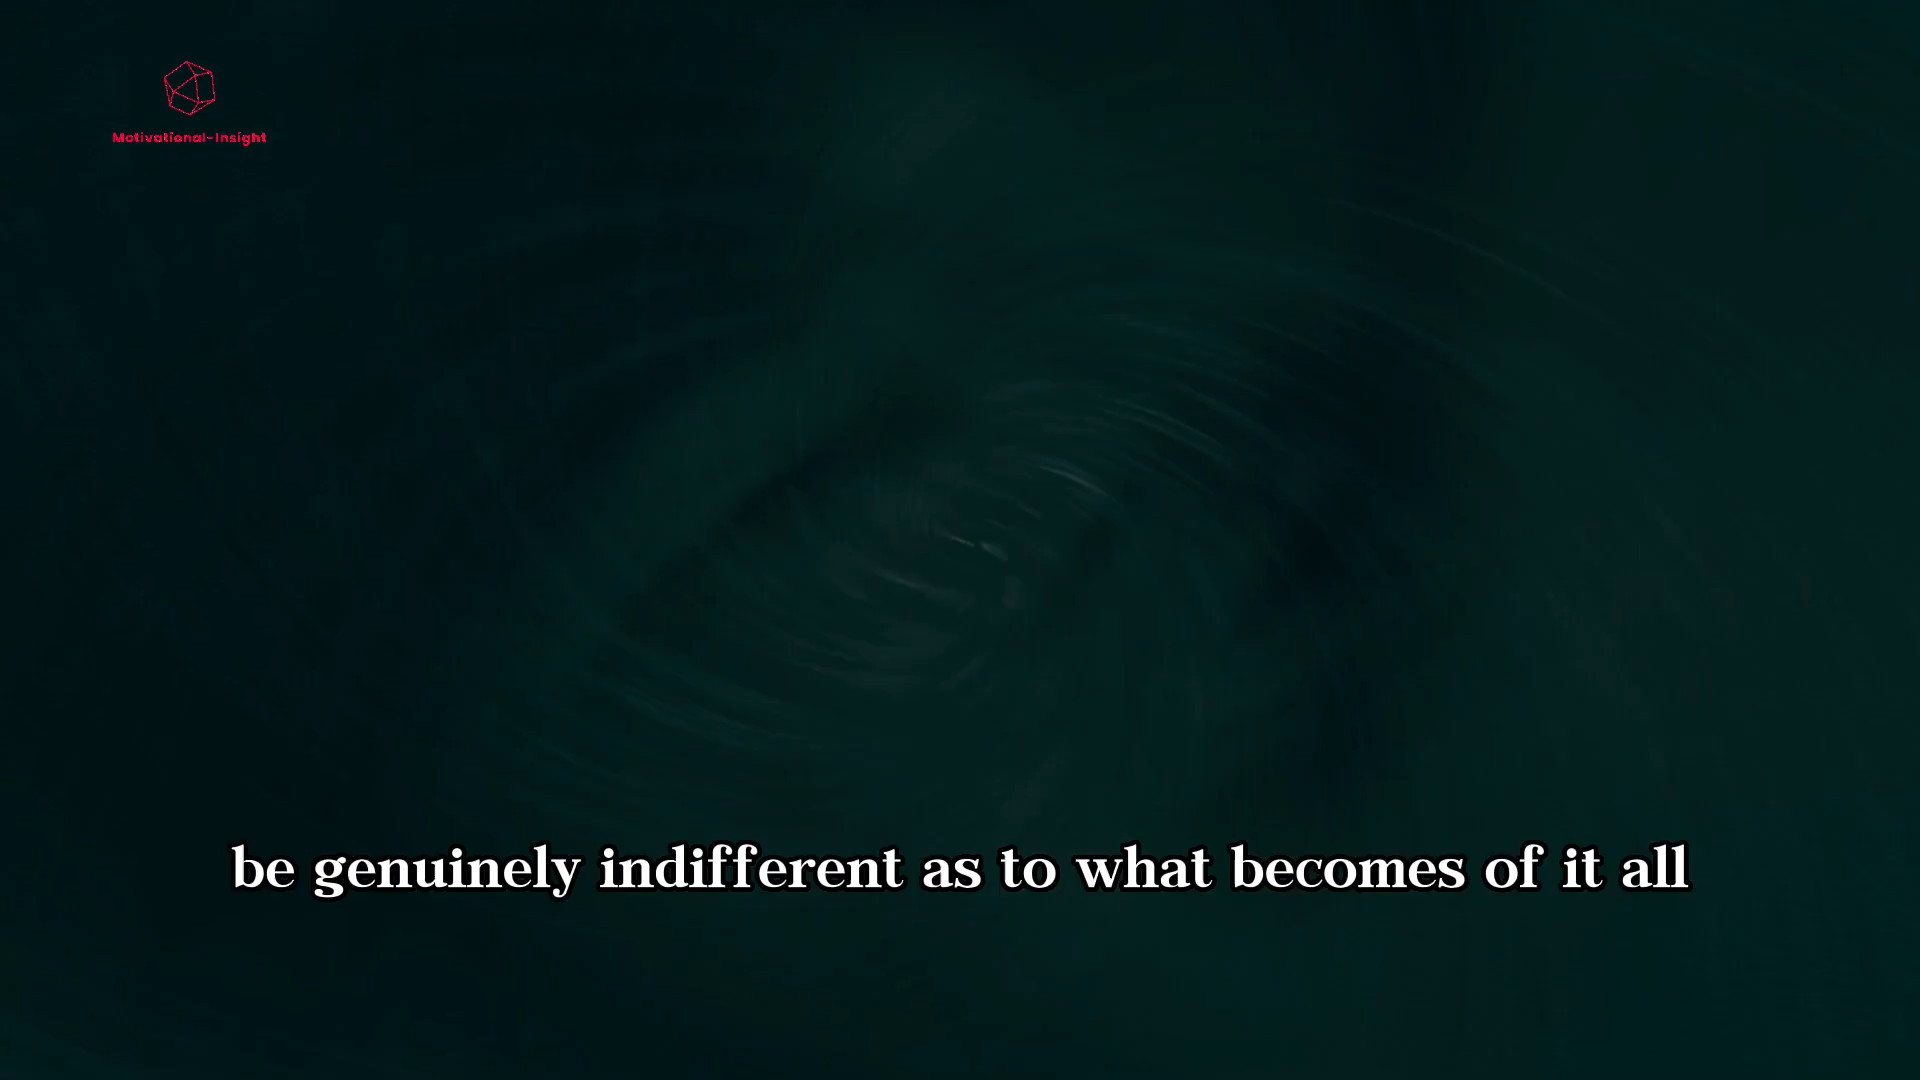 Motivational-Insight
be genuinely indifferent as to what becomes of it all